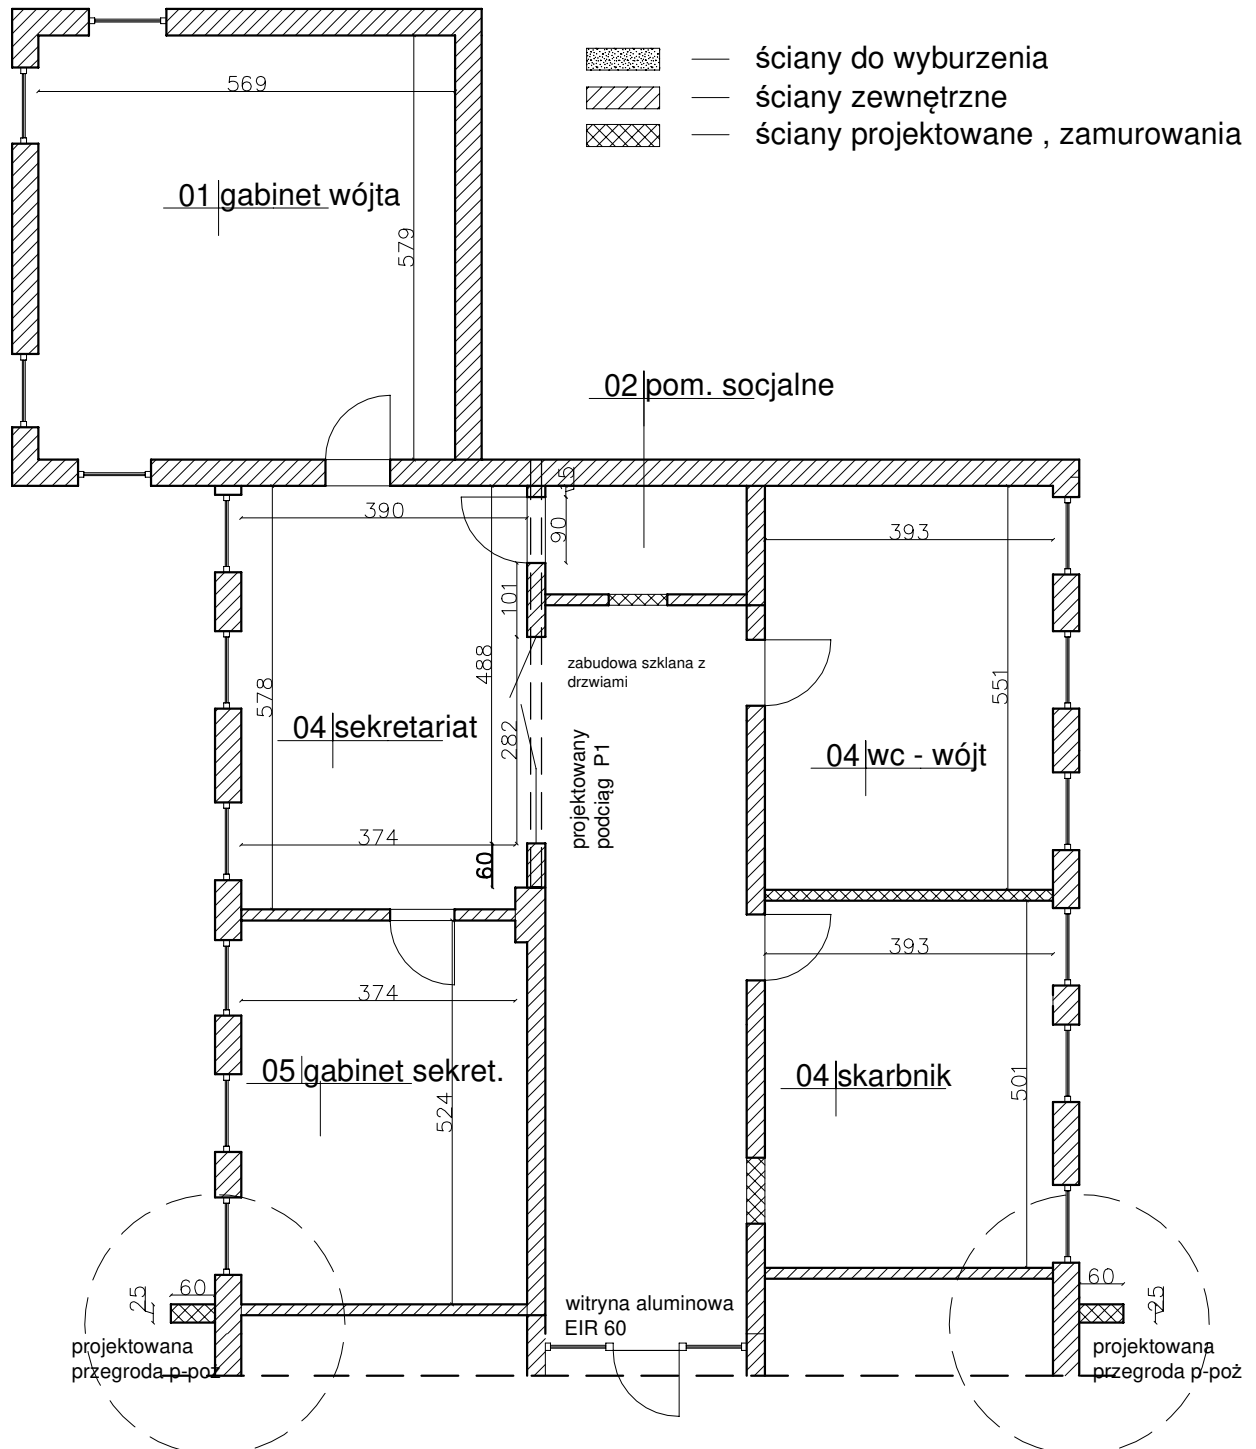 ściany do wyburzenia
ściany zewnętrzne
ściany projektowane , zamurowania
569
01 gabinet wójta
579
02 pom. socjalne
15
390
90
393
101
zabudowa szklana z
drzwiami
488
578
551
04 sekretariat
282
projektowany
podciąg P1
04 wc - wójt
374
60
393
374
05 gabinet sekret.
04 skarbnik
501
524
60
25
witryna aluminowa
EIR 60
60
25
projektowana
przegroda p-poż
projektowana
przegroda p-poż